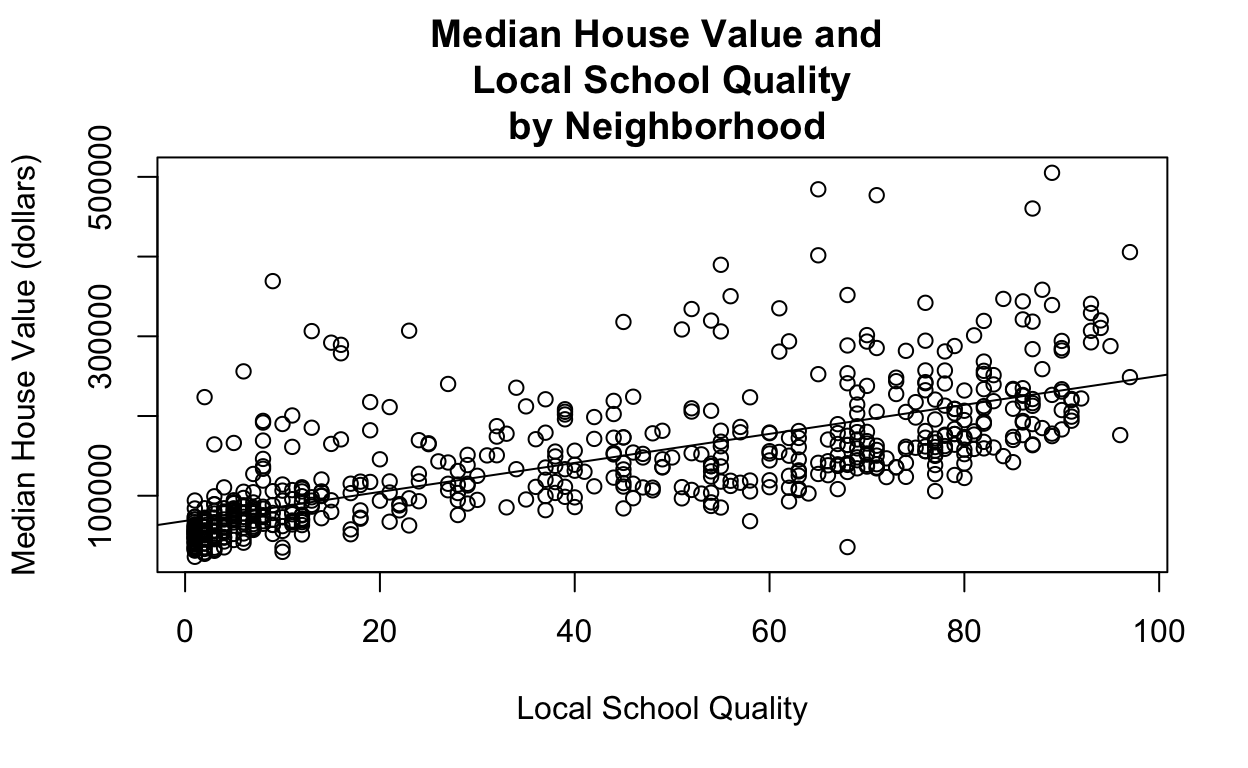 Median House Value and
Local School Quality
by Neighborhood
Median House Value (dollars)
500000
300000
100000
0 20 40 60 80 100
Local School Quality